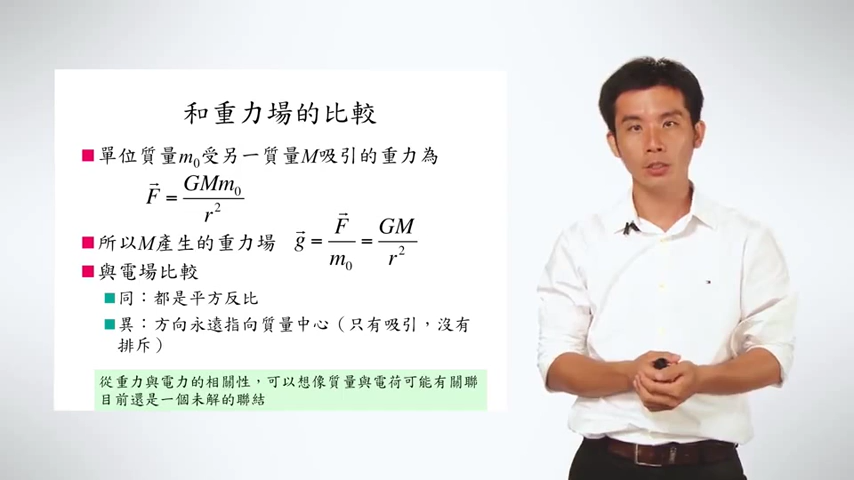 和重力場的比較
單位質量m₀受另一質量M吸引的重力為
F⃗ = GMm₀ / r²
所以M產生的重力場 g⃗ = F⃗ / m₀ = GM / r²
與電場比較
同：都是平方反比
異：方向永遠指向質量中心（只有吸引，沒有
排斥）
從重力與電力的相關性，可以想像質量與電荷可能有關聯
目前還是一個未解的聯結